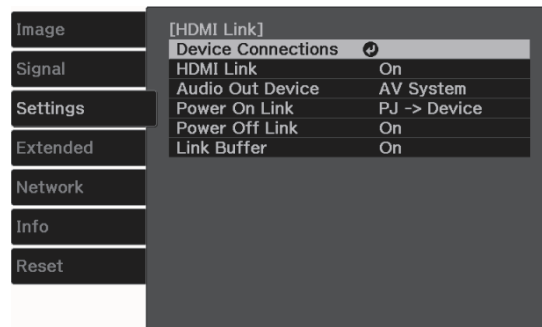 Image
Signal
Settings
Extended
Network
Info
Reset
[HDMI Link]
Device Connections
HDMI Link On
Audio Out Device AV System
Power On Link PJ -> Device
Power Off Link On
Link Buffer On